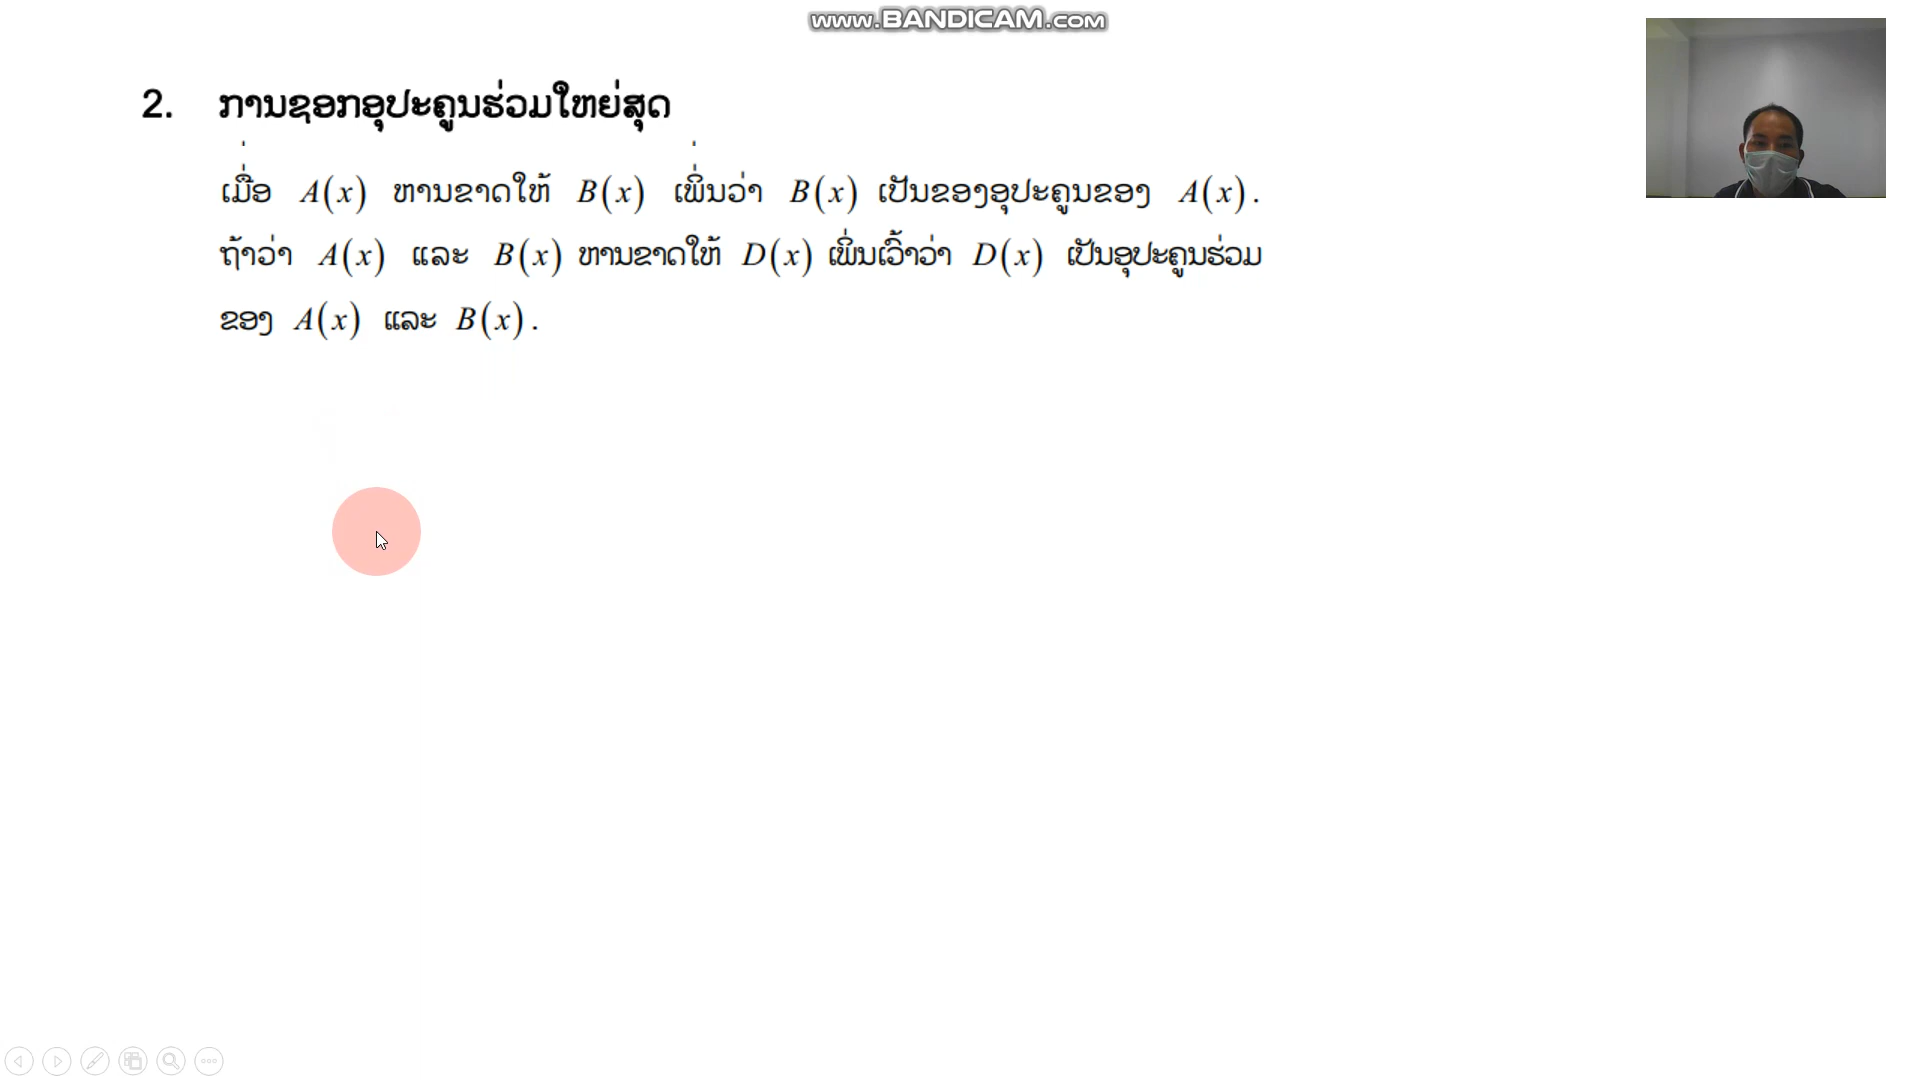 www.BANDICAM.com
2. ການຊອກອຸປະຄູນຮ່ວມໃຫຍ່ສຸດ
ເມື່ອ A(x) ຫານຂາດໃຫ້ B(x) ເພິ່ນວ່າ B(x) ເປັນຂອງອຸປະຄູນຂອງ A(x).
ຖ້າວ່າ A(x) ແລະ B(x) ຫານຂາດໃຫ້ D(x) ເພິ່ນເວົ້າວ່າ D(x) ເປັນອຸປະຄູນຮ່ວມ
ຂອງ A(x) ແລະ B(x).